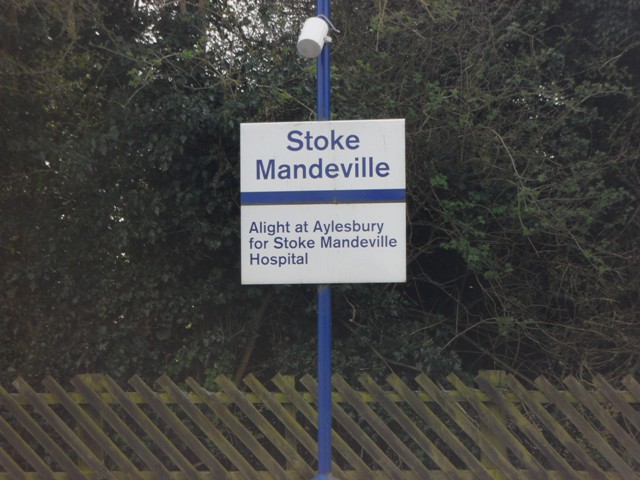 Stoke
Mandeville
Alight at Aylesbury
for Stoke Mandeville
Hospital